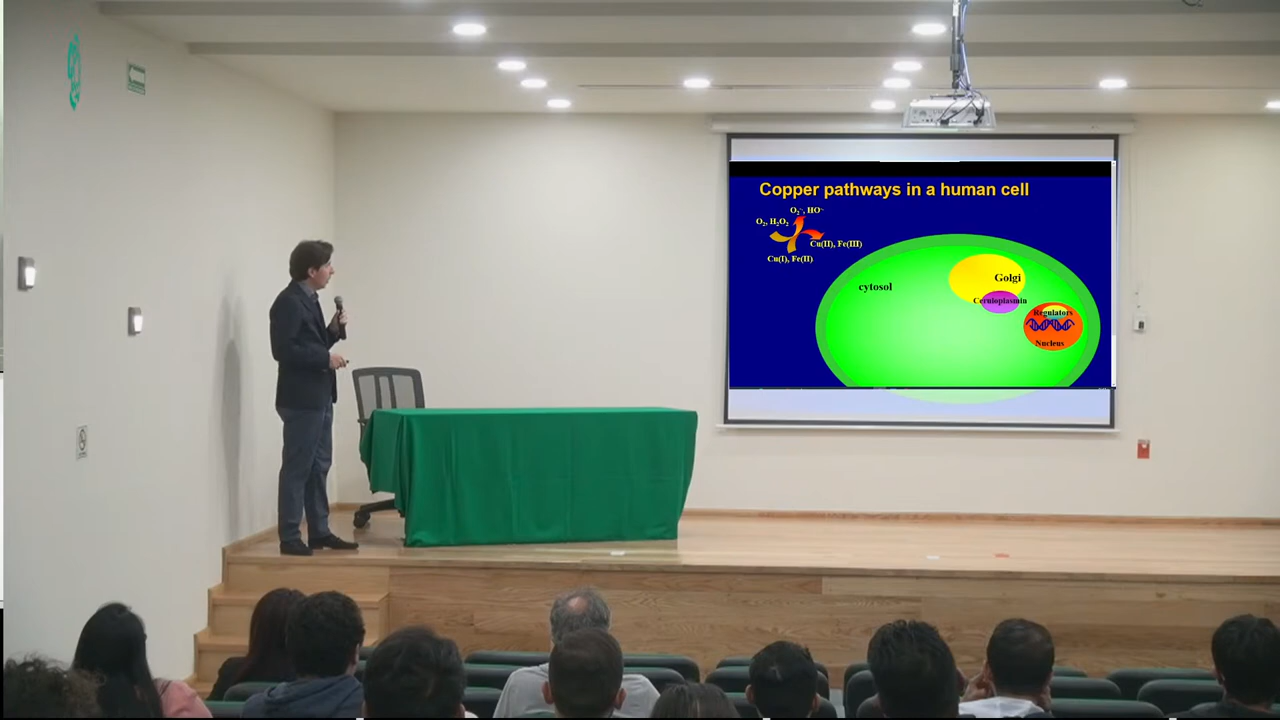 Copper pathways in a human cell
O₂⁻, HO⁻
O₂, H₂O₂
Cu(II), Fe(III)
Cu(I), Fe(II)
Golgi
cytosol
Ceruloplasmin
Regulators
Nucleus